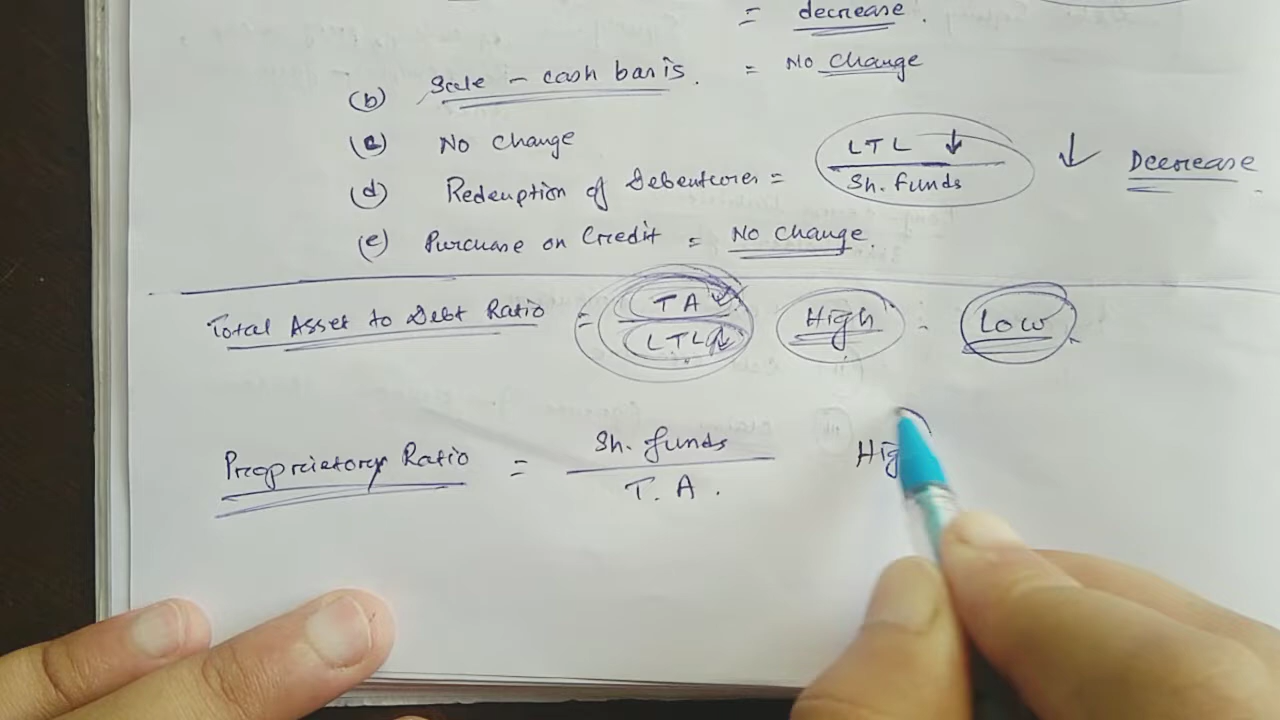 = decrease.
(b) Sale - cash basis. = No change
(c) No change
(d) Redemption of Debentures = LTL ↓ / Sh. funds ↓ Decrease.
(e) Purchase on Credit = No change.
Total Asset to Debt Ratio = TA / LTL High : Low
Proprietory Ratio = Sh. funds / T. A. Hig